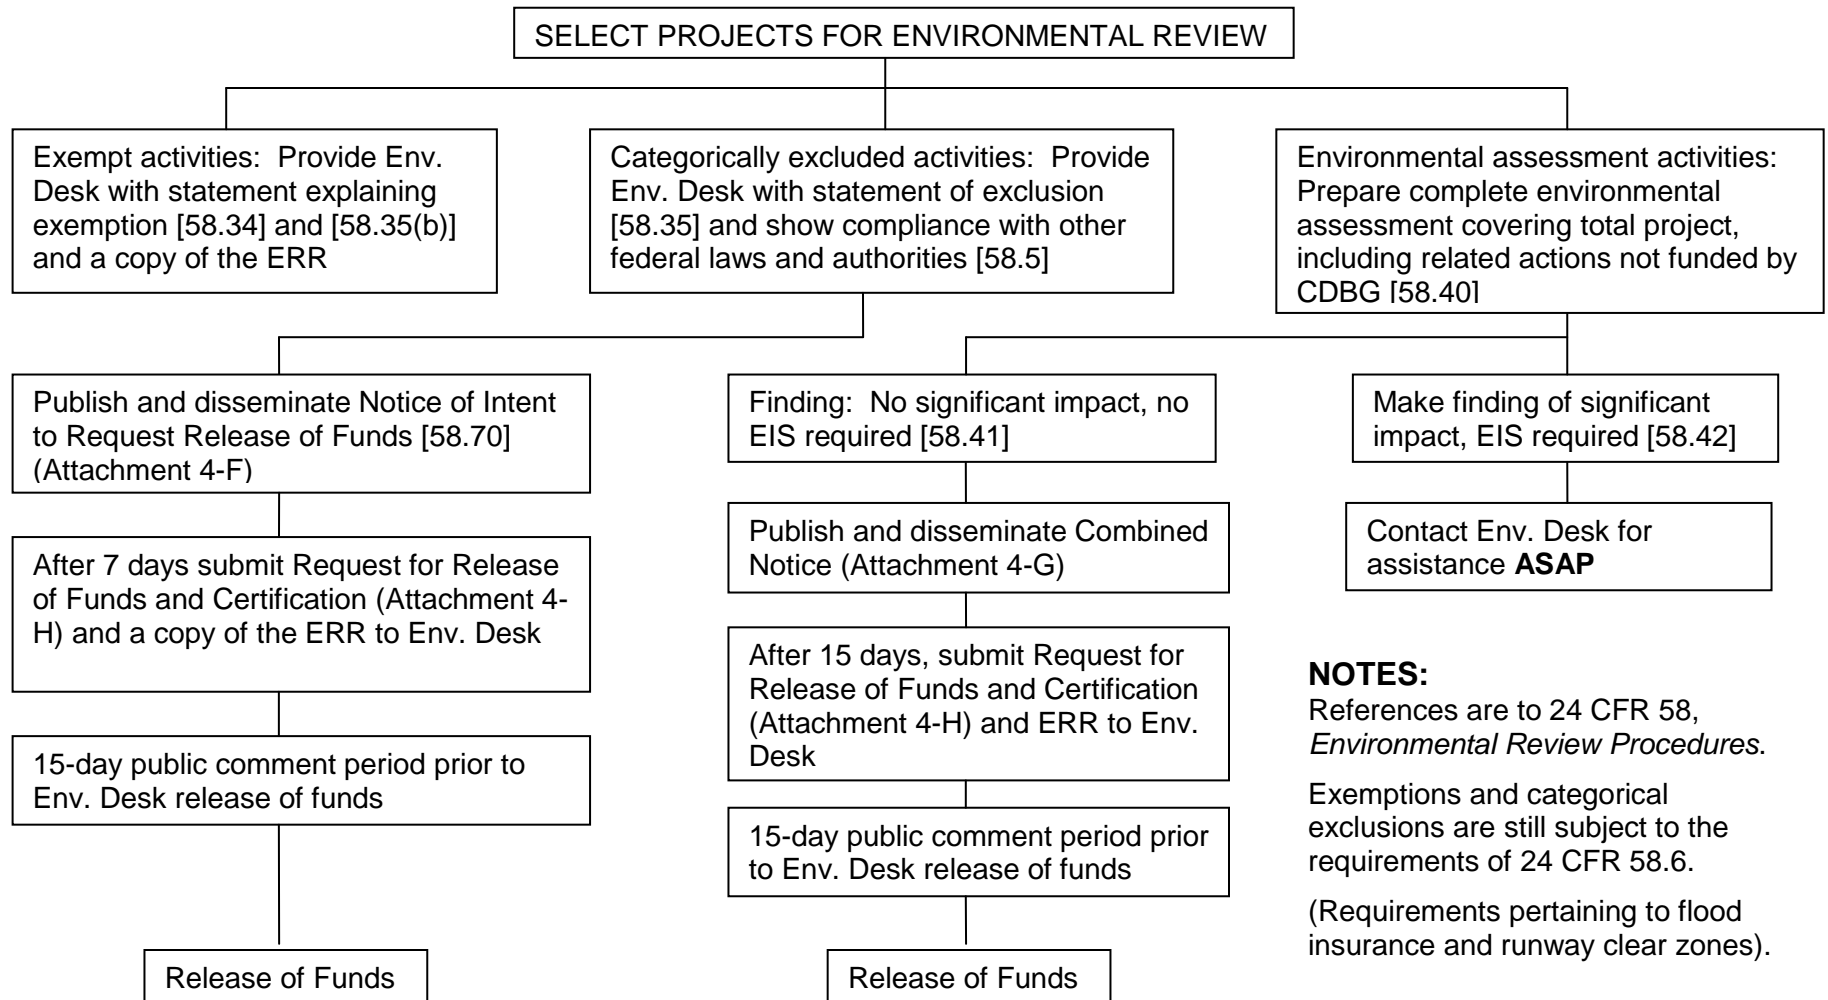 SELECT PROJECTS FOR ENVIRONMENTAL REVIEW
Exempt activities:  Provide Env.
Desk with statement explaining
exemption [58.34] and [58.35(b)]
and a copy of the ERR
Categorically excluded activities:  Provide
Env. Desk with statement of exclusion
[58.35] and show compliance with other
federal laws and authorities [58.5]
Environmental assessment activities:
Prepare complete environmental
assessment covering total project,
including related actions not funded by
CDBG [58.40]
Publish and disseminate Notice of Intent
to Request Release of Funds [58.70]
(Attachment 4-F)
After 7 days submit Request for Release
of Funds and Certification (Attachment 4-
H) and a copy of the ERR to Env. Desk
15-day public comment period prior to
Env. Desk release of funds
Release of Funds
Finding:  No significant impact, no
EIS required [58.41]
Publish and disseminate Combined
Notice (Attachment 4-G)
After 15 days, submit Request for
Release of Funds and Certification
(Attachment 4-H) and ERR to Env.
Desk
15-day public comment period prior
to Env. Desk release of funds
Release of Funds
Make finding of significant
impact, EIS required [58.42]
Contact Env. Desk for
assistance ASAP
NOTES:
References are to 24 CFR 58,
Environmental Review Procedures.
Exemptions and categorical
exclusions are still subject to the
requirements of 24 CFR 58.6.
(Requirements pertaining to flood
insurance and runway clear zones).